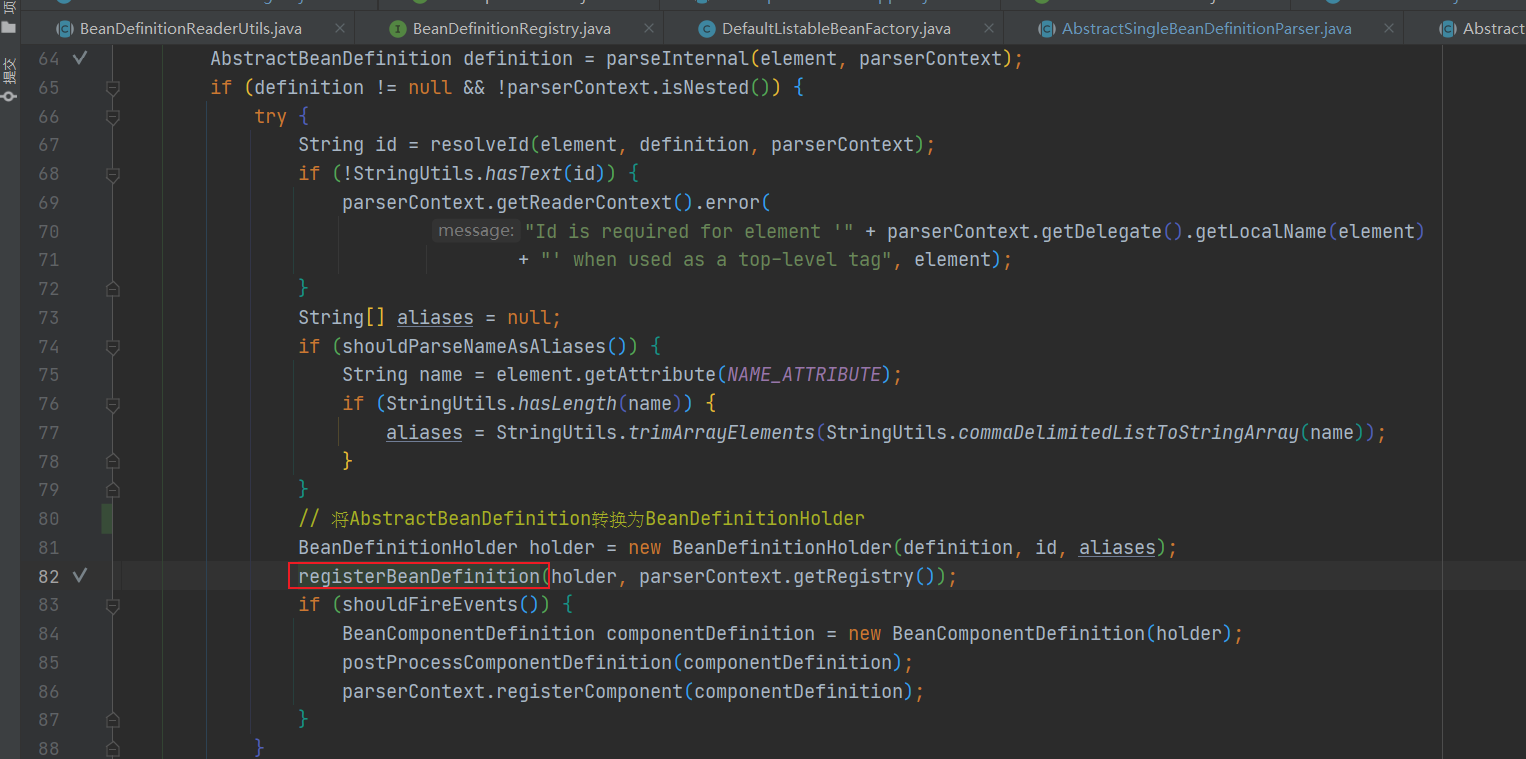 BeanDefinitionReaderUtils.java BeanDefinitionRegistry.java DefaultListableBeanFactory.java AbstractSingleBeanDefinitionParser.java Abstract
提交
64 AbstractBeanDefinition definition = parseInternal(element, parserContext);
65 if (definition != null && !parserContext.isNested()) {
66 try {
67 String id = resolveId(element, definition, parserContext);
68 if (!StringUtils.hasText(id)) {
69 parserContext.getReaderContext().error(
70 message: "Id is required for element '" + parserContext.getDelegate().getLocalName(element)
71 + "' when used as a top-level tag", element);
72 }
73 String[] aliases = null;
74 if (shouldParseNameAsAliases()) {
75 String name = element.getAttribute(NAME_ATTRIBUTE);
76 if (StringUtils.hasLength(name)) {
77 aliases = StringUtils.trimArrayElements(StringUtils.commaDelimitedListToStringArray(name));
78 }
79 }
80 // 将AbstractBeanDefinition转换为BeanDefinitionHolder
81 BeanDefinitionHolder holder = new BeanDefinitionHolder(definition, id, aliases);
82 registerBeanDefinition(holder, parserContext.getRegistry());
83 if (shouldFireEvents()) {
84 BeanComponentDefinition componentDefinition = new BeanComponentDefinition(holder);
85 postProcessComponentDefinition(componentDefinition);
86 parserContext.registerComponent(componentDefinition);
87 }
88 }